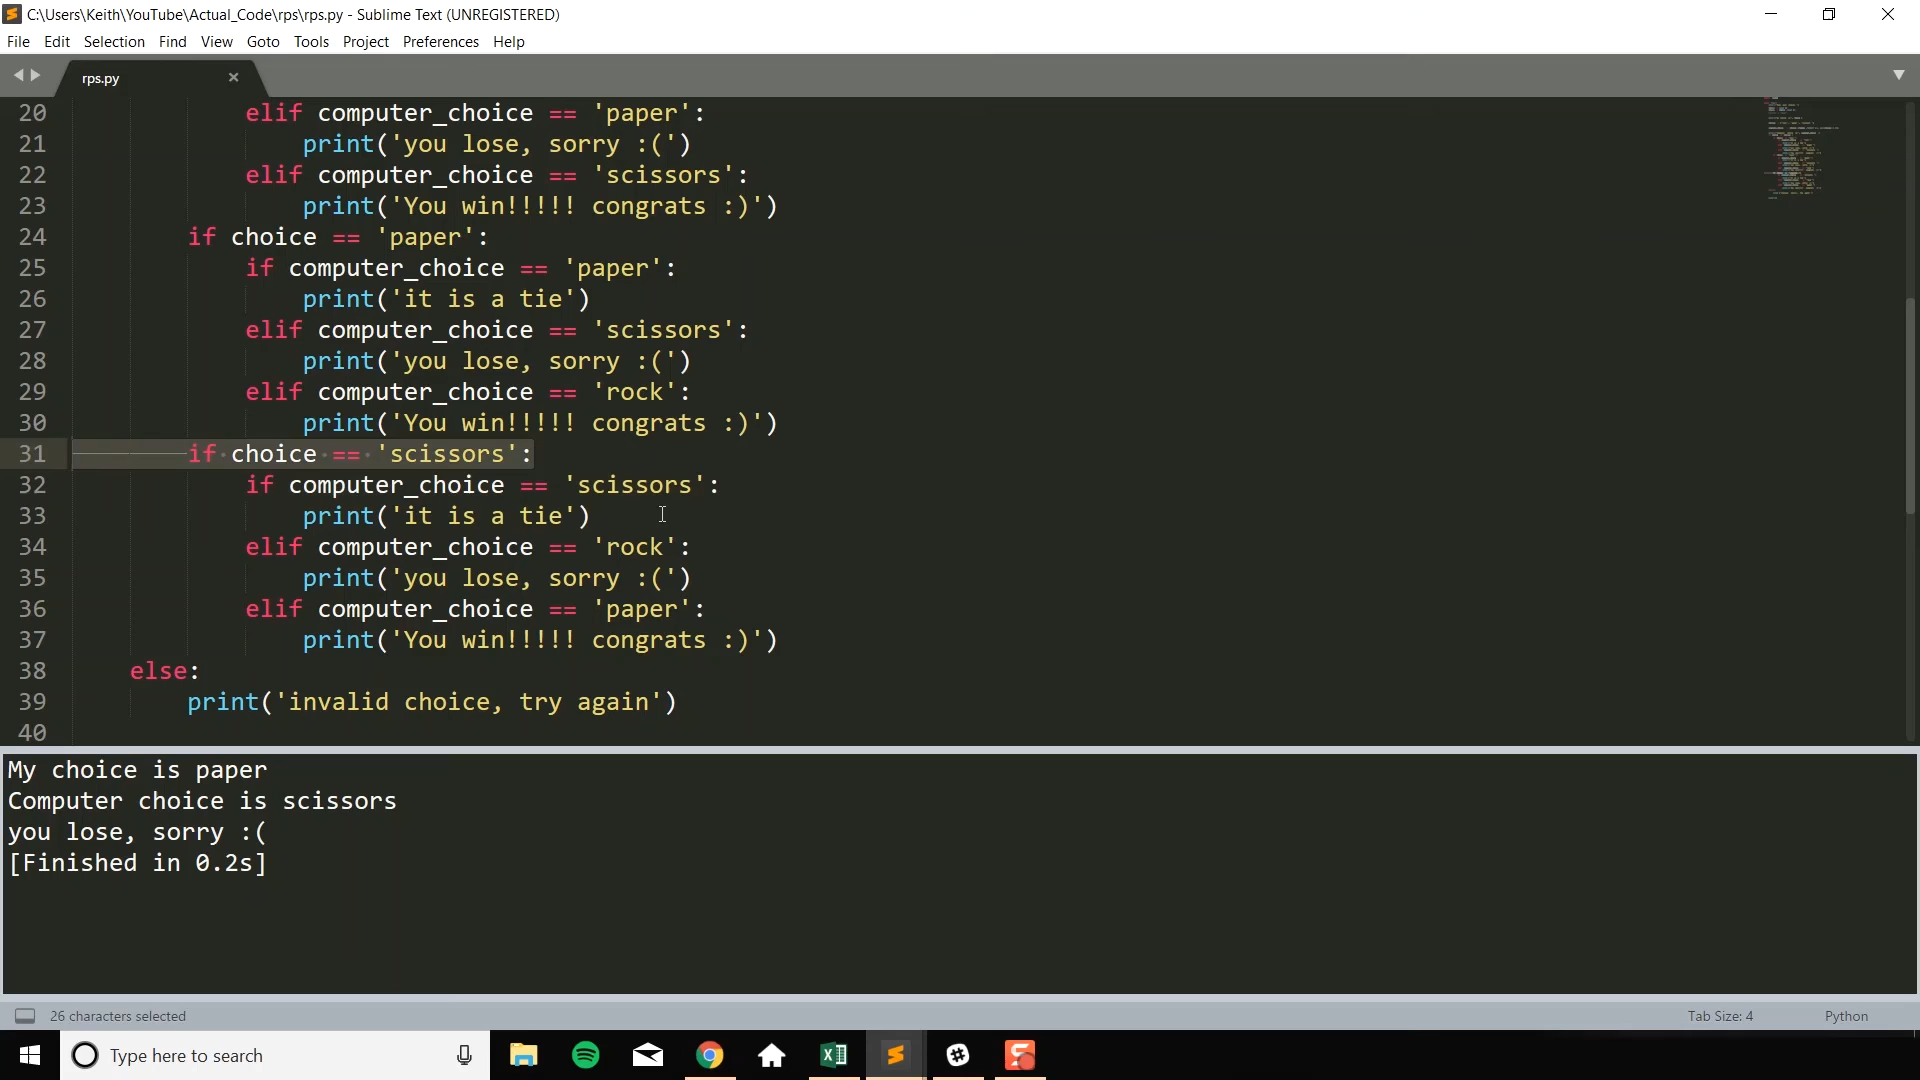 C:\Users\Keith\YouTube\Actual_Code\rps\rps.py - Sublime Text (UNREGISTERED)
File Edit Selection Find View Goto Tools Project Preferences Help
rps.py
20 elif computer_choice == 'paper':
21 print('you lose, sorry :(')
22 elif computer_choice == 'scissors':
23 print('You win!!!!! congrats :)')
24 if choice == 'paper':
25 if computer_choice == 'paper':
26 print('it is a tie')
27 elif computer_choice == 'scissors':
28 print('you lose, sorry :(')
29 elif computer_choice == 'rock':
30 print('You win!!!!! congrats :)')
31 if choice == 'scissors':
32 if computer_choice == 'scissors':
33 print('it is a tie')
34 elif computer_choice == 'rock':
35 print('you lose, sorry :(')
36 elif computer_choice == 'paper':
37 print('You win!!!!! congrats :)')
38 else:
39 print('invalid choice, try again')
40
My choice is paper
Computer choice is scissors
you lose, sorry :(
[Finished in 0.2s]
26 characters selected Tab Size: 4 Python
Type here to search